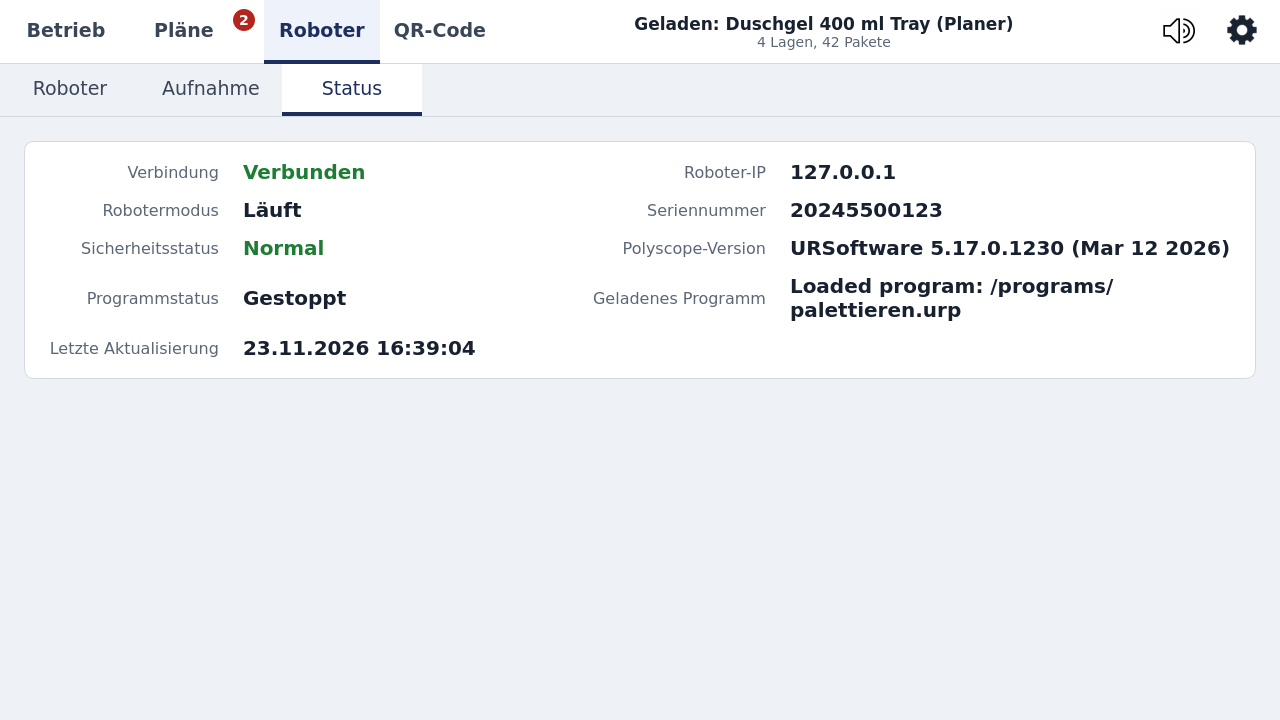 Betrieb
Pläne
2
Roboter
QR-Code
Geladen: Duschgel 400 ml Tray (Planer)
4 Lagen, 42 Pakete
Roboter
Aufnahme
Status
Verbindung
Verbunden
Roboter-IP
127.0.0.1
Robotermodus
Läuft
Seriennummer
20245500123
Sicherheitsstatus
Normal
Polyscope-Version
URSoftware 5.17.0.1230 (Mar 12 2026)
Programmstatus
Gestoppt
Geladenes Programm
Loaded program: /programs/
palettieren.urp
Letzte Aktualisierung
23.11.2026 16:39:04